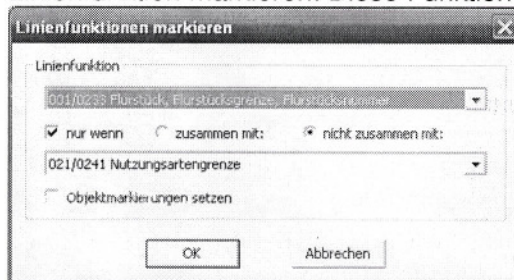 Linienfunktionen markieren
Linienfunktion
001/0233 Flurstück, Flurstücksgrenze, Flurstücksnummer
nur wenn zusammen mit: nicht zusammen mit:
021/0241 Nutzungsartengrenze
Objektmarkierungen setzen
OK Abbrechen